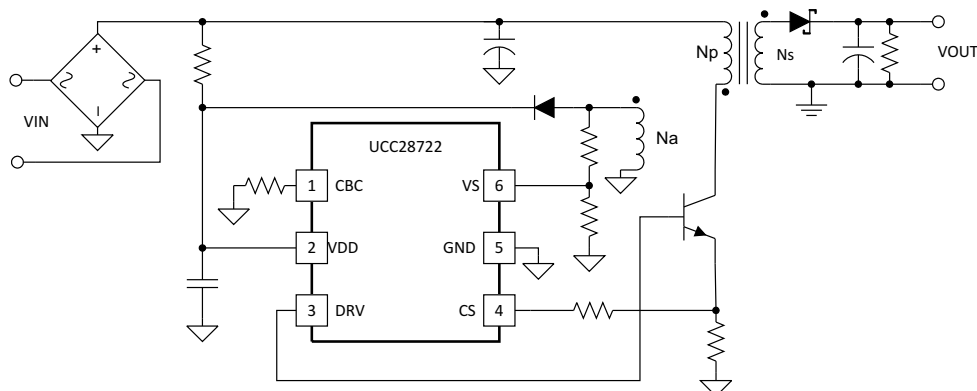 Np
Ns
VOUT
+
VIN
−
Na
UCC28722
1
CBC
VS
6
2
VDD
GND
5
3
DRV
CS
4